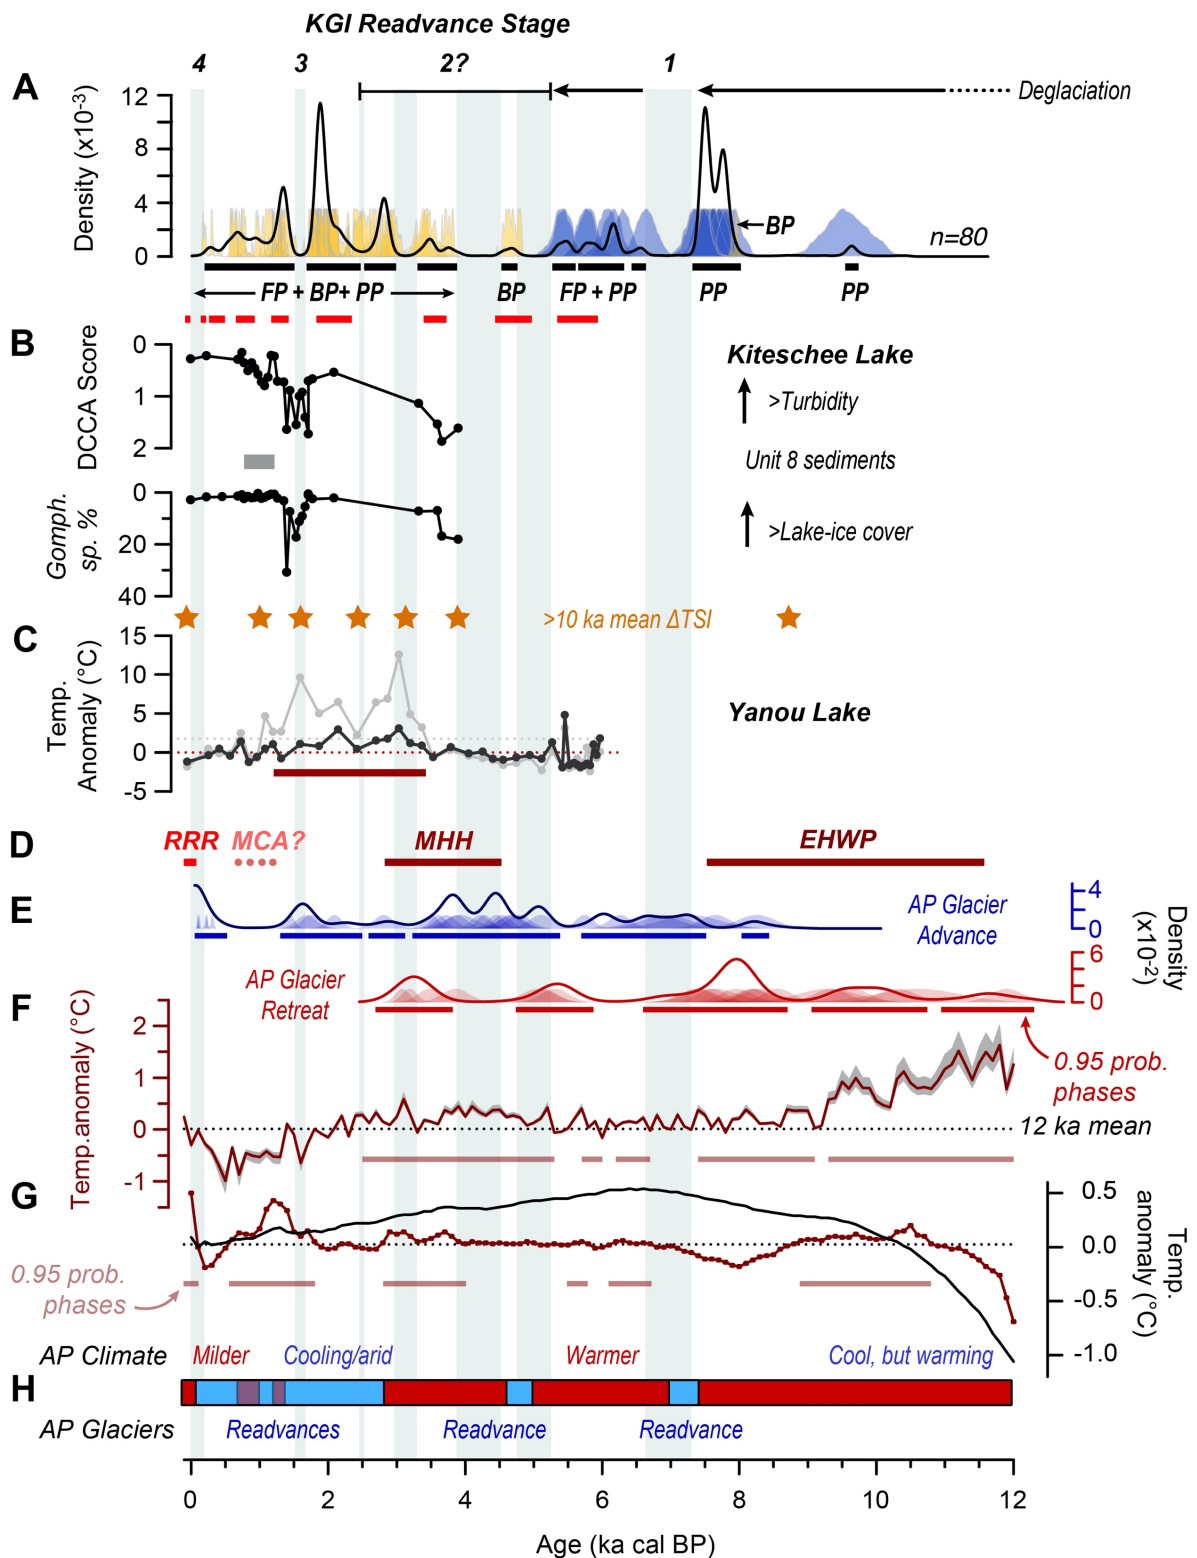 KGI Readvance Stage
4 3 2? 1
A
Density (x10-3)
12
8
4
0
Deglaciation
BP
n=80
FP + BP+ PP
BP
FP + PP
PP
PP
B
DCCA Score
0
1
2
Kiteschee Lake
>Turbidity
Unit 8 sediments
Gomph.
sp. %
0
20
40
>Lake-ice cover
>10 ka mean ΔTSI
C
Temp.
Anomaly (°C)
15
10
5
0
-5
Yanou Lake
D
RRR
MCA?
MHH
EHWP
E
AP Glacier
Advance
4
0
Density
(x10-2)
6
0
AP Glacier
Retreat
F
Temp.anomaly (°C)
2
1
0
-1
0.95 prob.
phases
12 ka mean
G
0.5
0.0
-0.5
-1.0
Temp.
anomaly (°C)
0.95 prob.
phases
AP Climate
Milder
Cooling/arid
Warmer
Cool, but warming
H
AP Glaciers
Readvances
Readvance
Readvance
0 2 4 6 8 10 12
Age (ka cal BP)